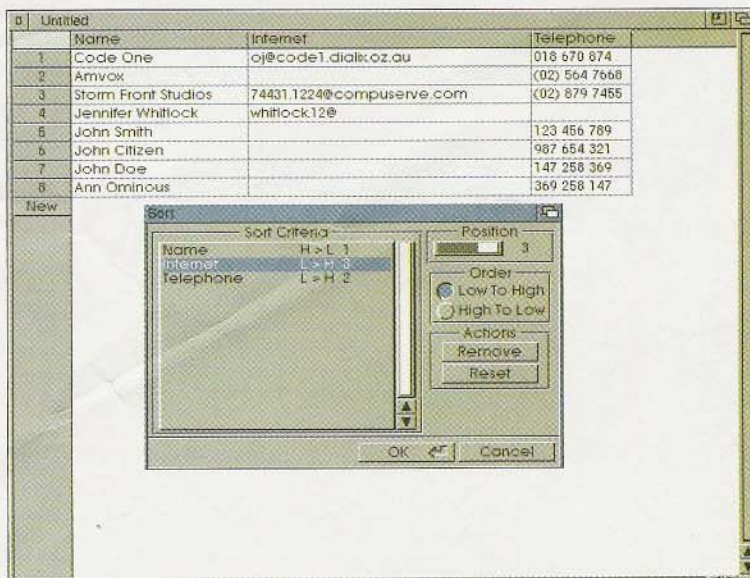 Untitled
Name Internet Telephone
1 Code One oj@code1.dialix.oz.au 018 670 874
2 Amvox (02) 564 7668
3 Storm Front Studios 74431.1224@compuserve.com (02) 879 7455
4 Jennifer Whitlock whitlock12@
5 John Smith 123 456 789
6 John Citizen 987 654 321
7 John Doe 147 258 369
8 Ann Ominous 369 258 147
New
Sort
Sort Criteria
Name H>L 1
Internet L>H 3
Telephone L>H 2
Position
3
Order
Low To High
High To Low
Actions
Remove
Reset
OK Cancel